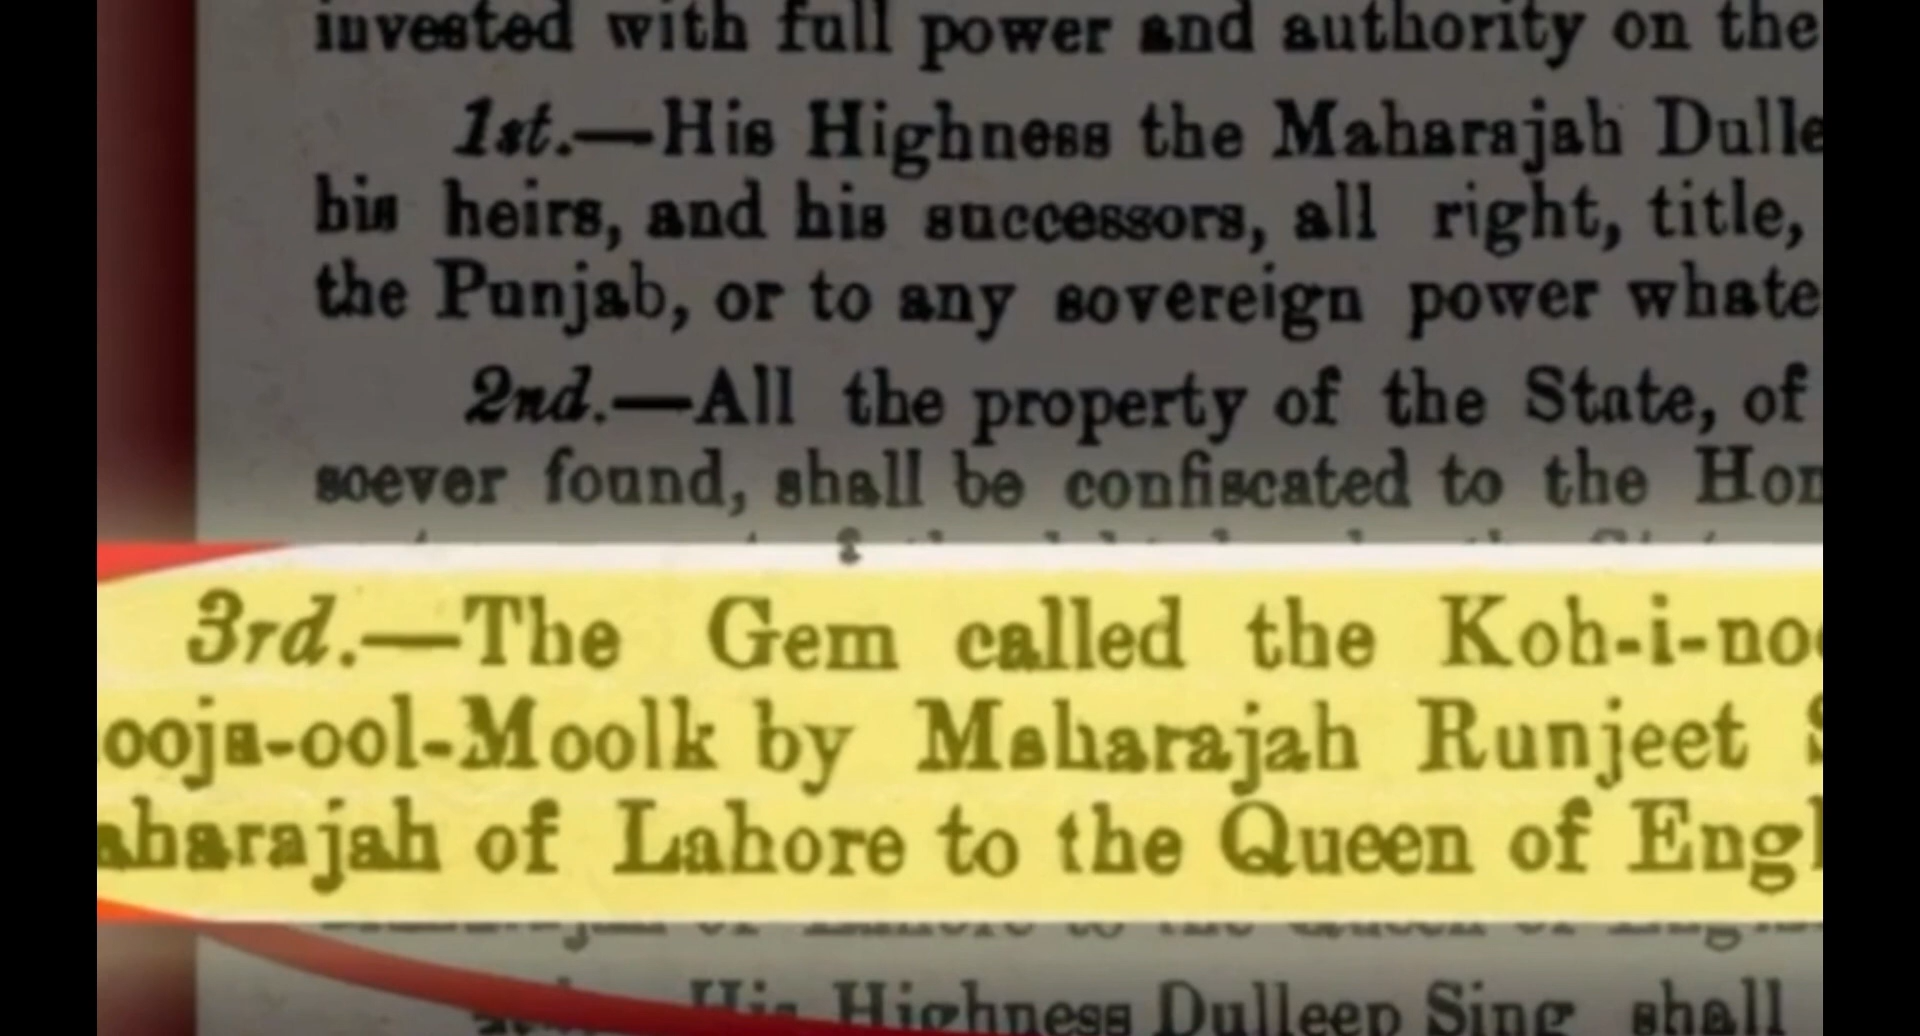 invested with full power and authority on the
1st.—His Highness the Maharajah Dulle
his heirs, and his successors, all right, title,
the Punjab, or to any sovereign power whate
2nd.—All the property of the State, of
soever found, shall be confiscated to the Hon
3rd.—The Gem called the Koh-i-noo
ooja-ool-Moolk by Maharajah Runjeet S
aharajah of Lahore to the Queen of Engl
His Highness Dulleep Sing shall